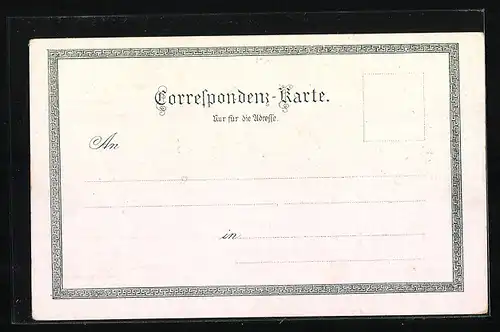 Correspondenz-Karte.
Nur für die Adresse.
An
in